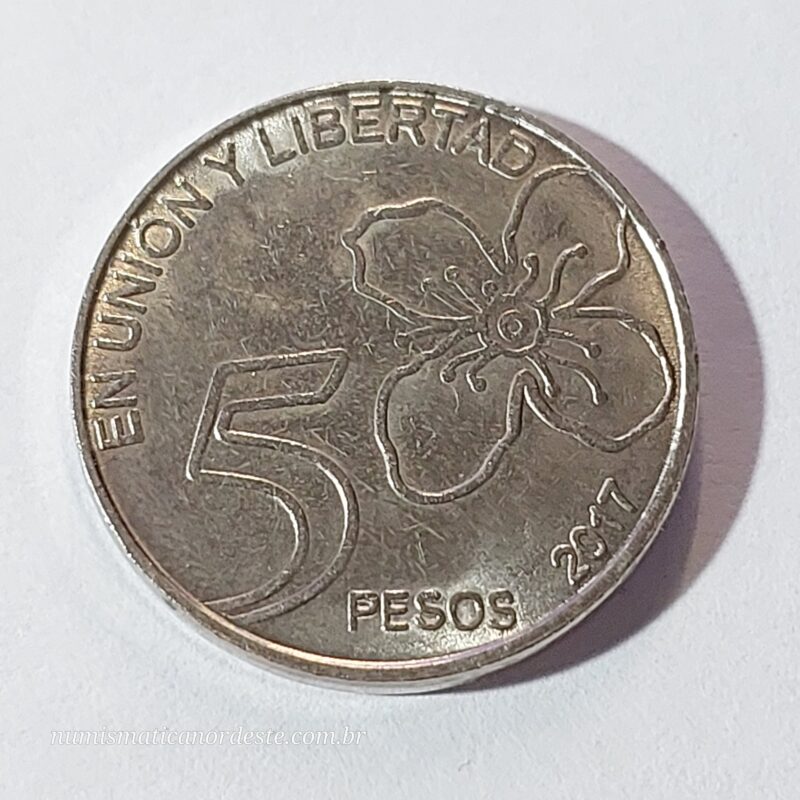 EN UNIÓN Y LIBERTAD
5
PESOS
2017
numismaticanordeste.com.br